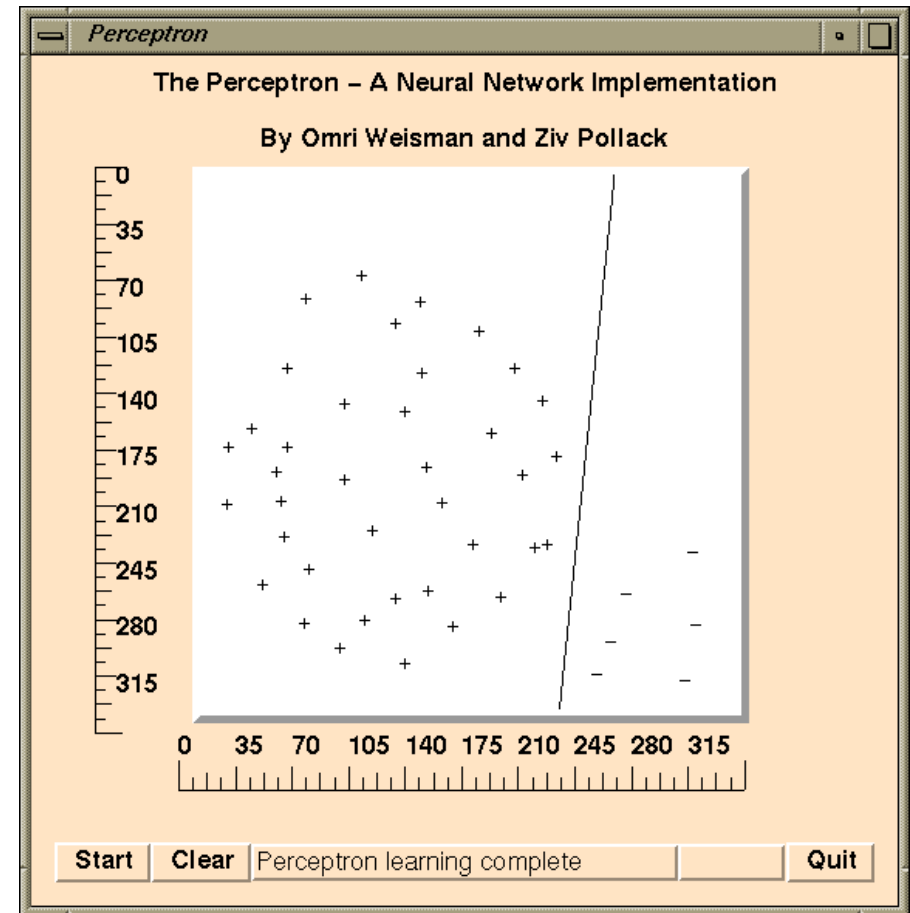 Perceptron
The Perceptron – A Neural Network Implementation
By Omri Weisman and Ziv Pollack
0
35
70
105
140
175
210
245
280
315
0 35 70 105 140 175 210 245 280 315
Start Clear Perceptron learning complete Quit